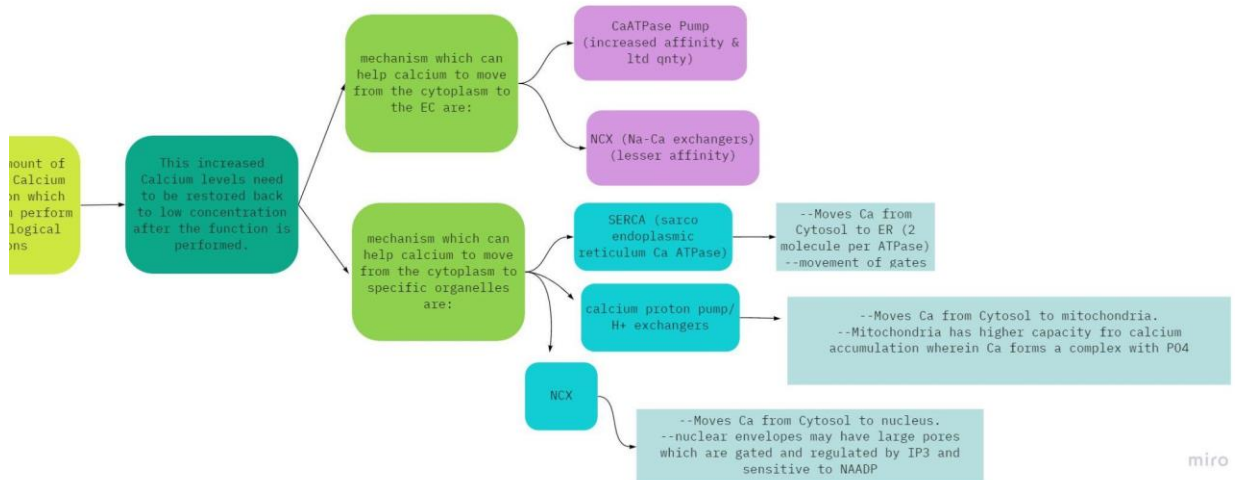 mount of
Calcium
on which
perform
logical
ons
This increased
Calcium levels need
to be restored back
to low concentration
after the function is
performed.
mechanism which can
help calcium to move
from the cytoplasm to
the EC are:
CaATPase Pump
(increased affinity &
ltd qnty)
NCX (Na-Ca exchangers)
(lesser affinity)
mechanism which can
help calcium to move
from the cytoplasm to
specific organelles
are:
SERCA (sarco
endoplasmic
reticulum Ca ATPase)
--Moves Ca from
Cytosol to ER (2
molecule per ATPase)
--movement of gates
calcium proton pump/
H+ exchangers
--Moves Ca from Cytosol to mitochondria.
--Mitochondria has higher capacity fro calcium
accumulation wherein Ca forms a complex with PO4
NCX
--Moves Ca from Cytosol to nucleus.
--nuclear envelopes may have large pores
which are gated and regulated by IP3 and
sensitive to NAADP
miro